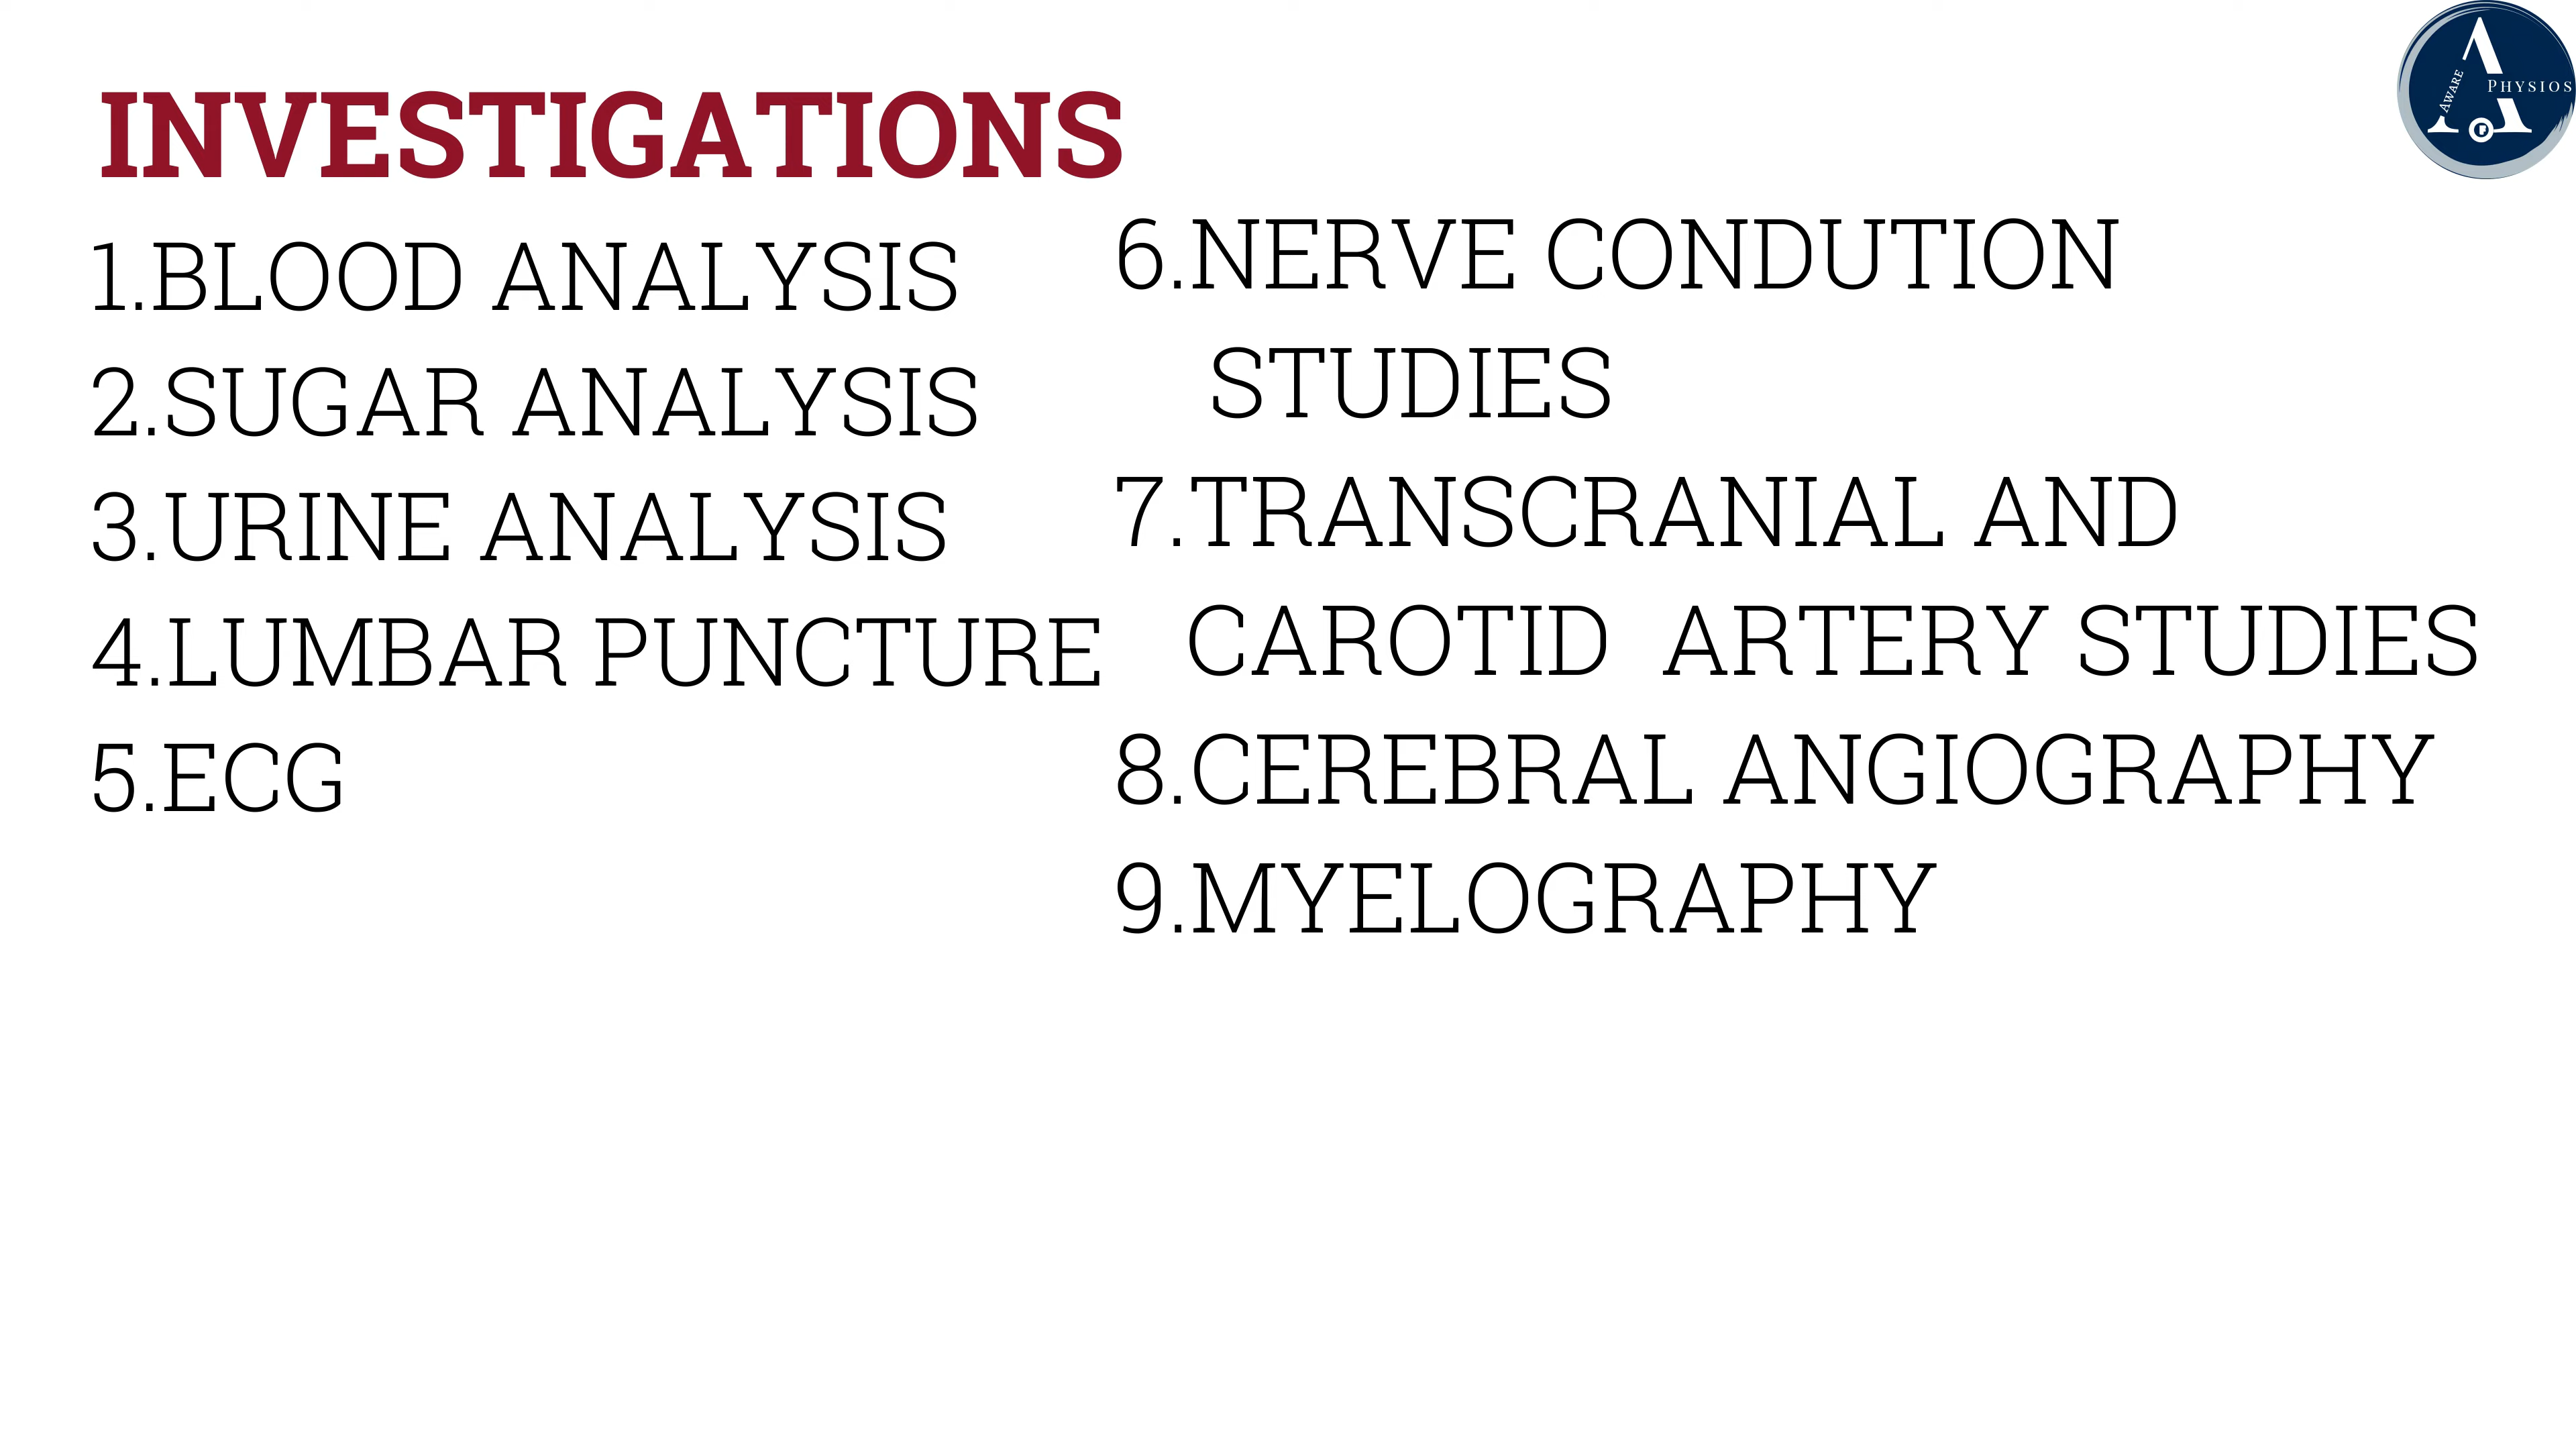 INVESTIGATIONS
1.BLOOD ANALYSIS
2.SUGAR ANALYSIS
3.URINE ANALYSIS
4.LUMBAR PUNCTURE
5.ECG
6.NERVE CONDUTION
STUDIES
7.TRANSCRANIAL AND
CAROTID ARTERY STUDIES
8.CEREBRAL ANGIOGRAPHY
9.MYELOGRAPHY
AWARE
PHYSIOS